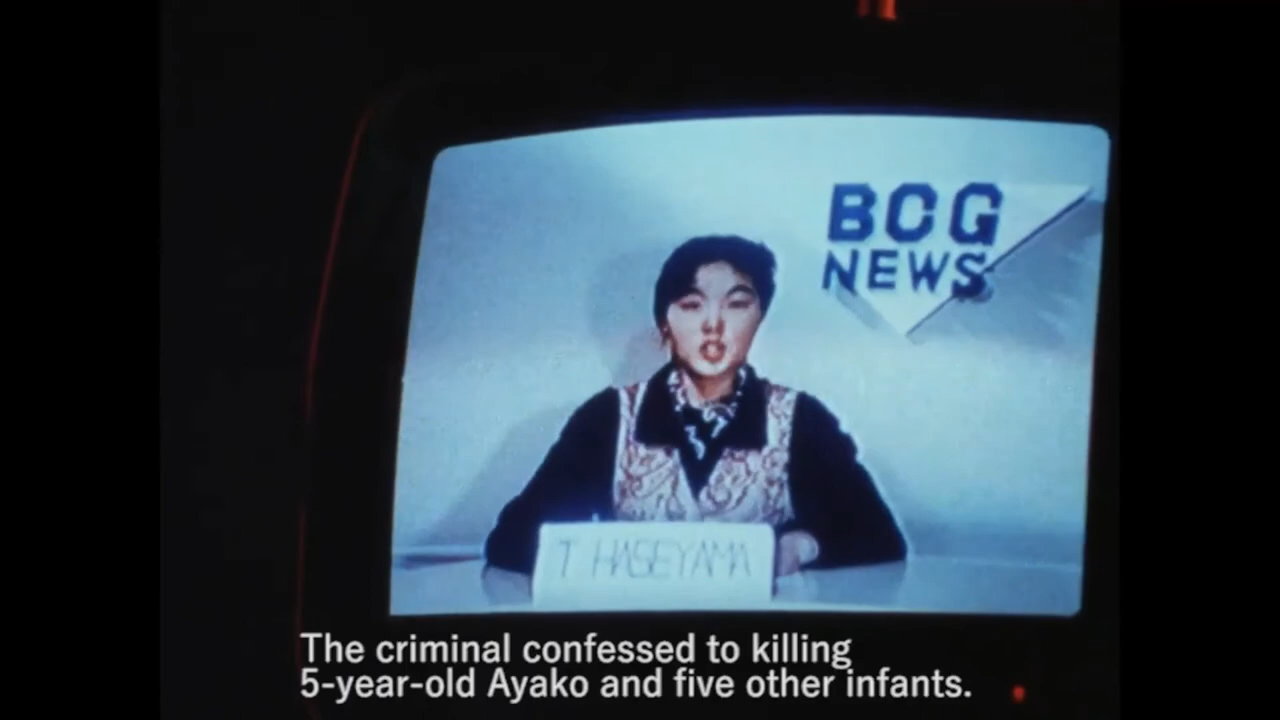 BCG
NEWS
T HASEYAMA
The criminal confessed to killing
5-year-old Ayako and five other infants.